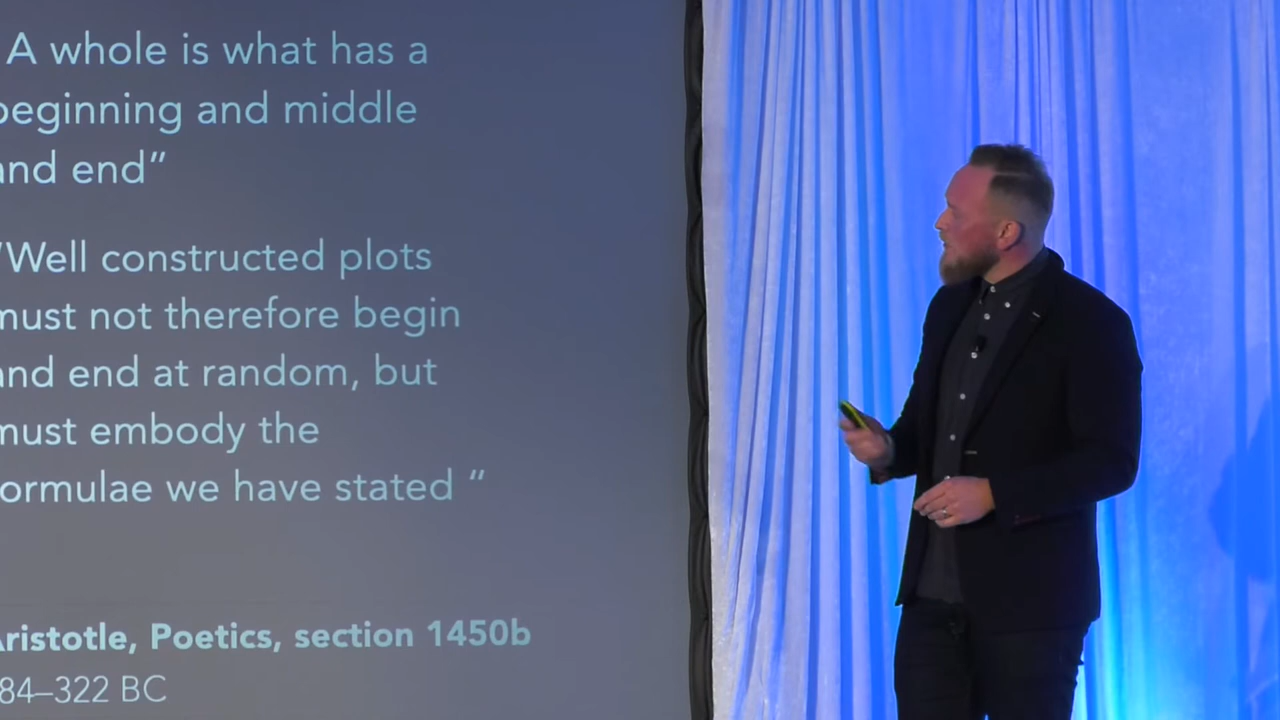 A whole is what has a
beginning and middle
and end”
“Well constructed plots
must not therefore begin
and end at random, but
must embody the
formulae we have stated “
Aristotle, Poetics, section 1450b
84–322 BC